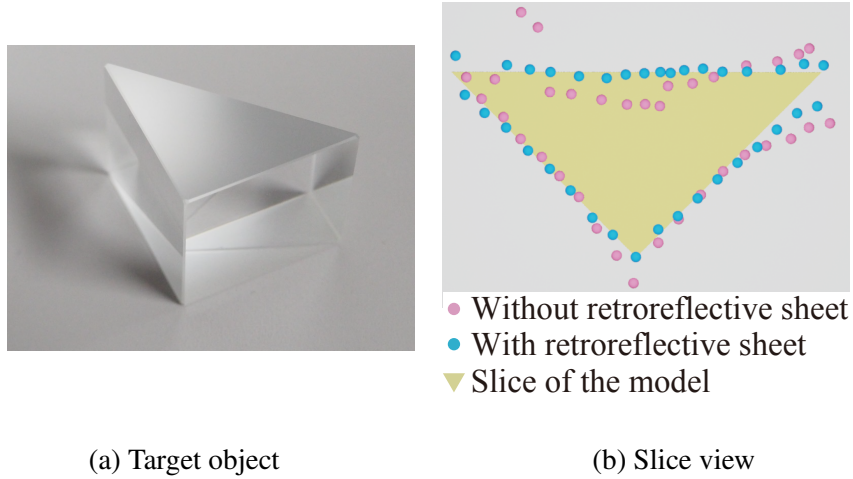 Without retroreflective sheet
With retroreflective sheet
Slice of the model
(a) Target object
(b) Slice view